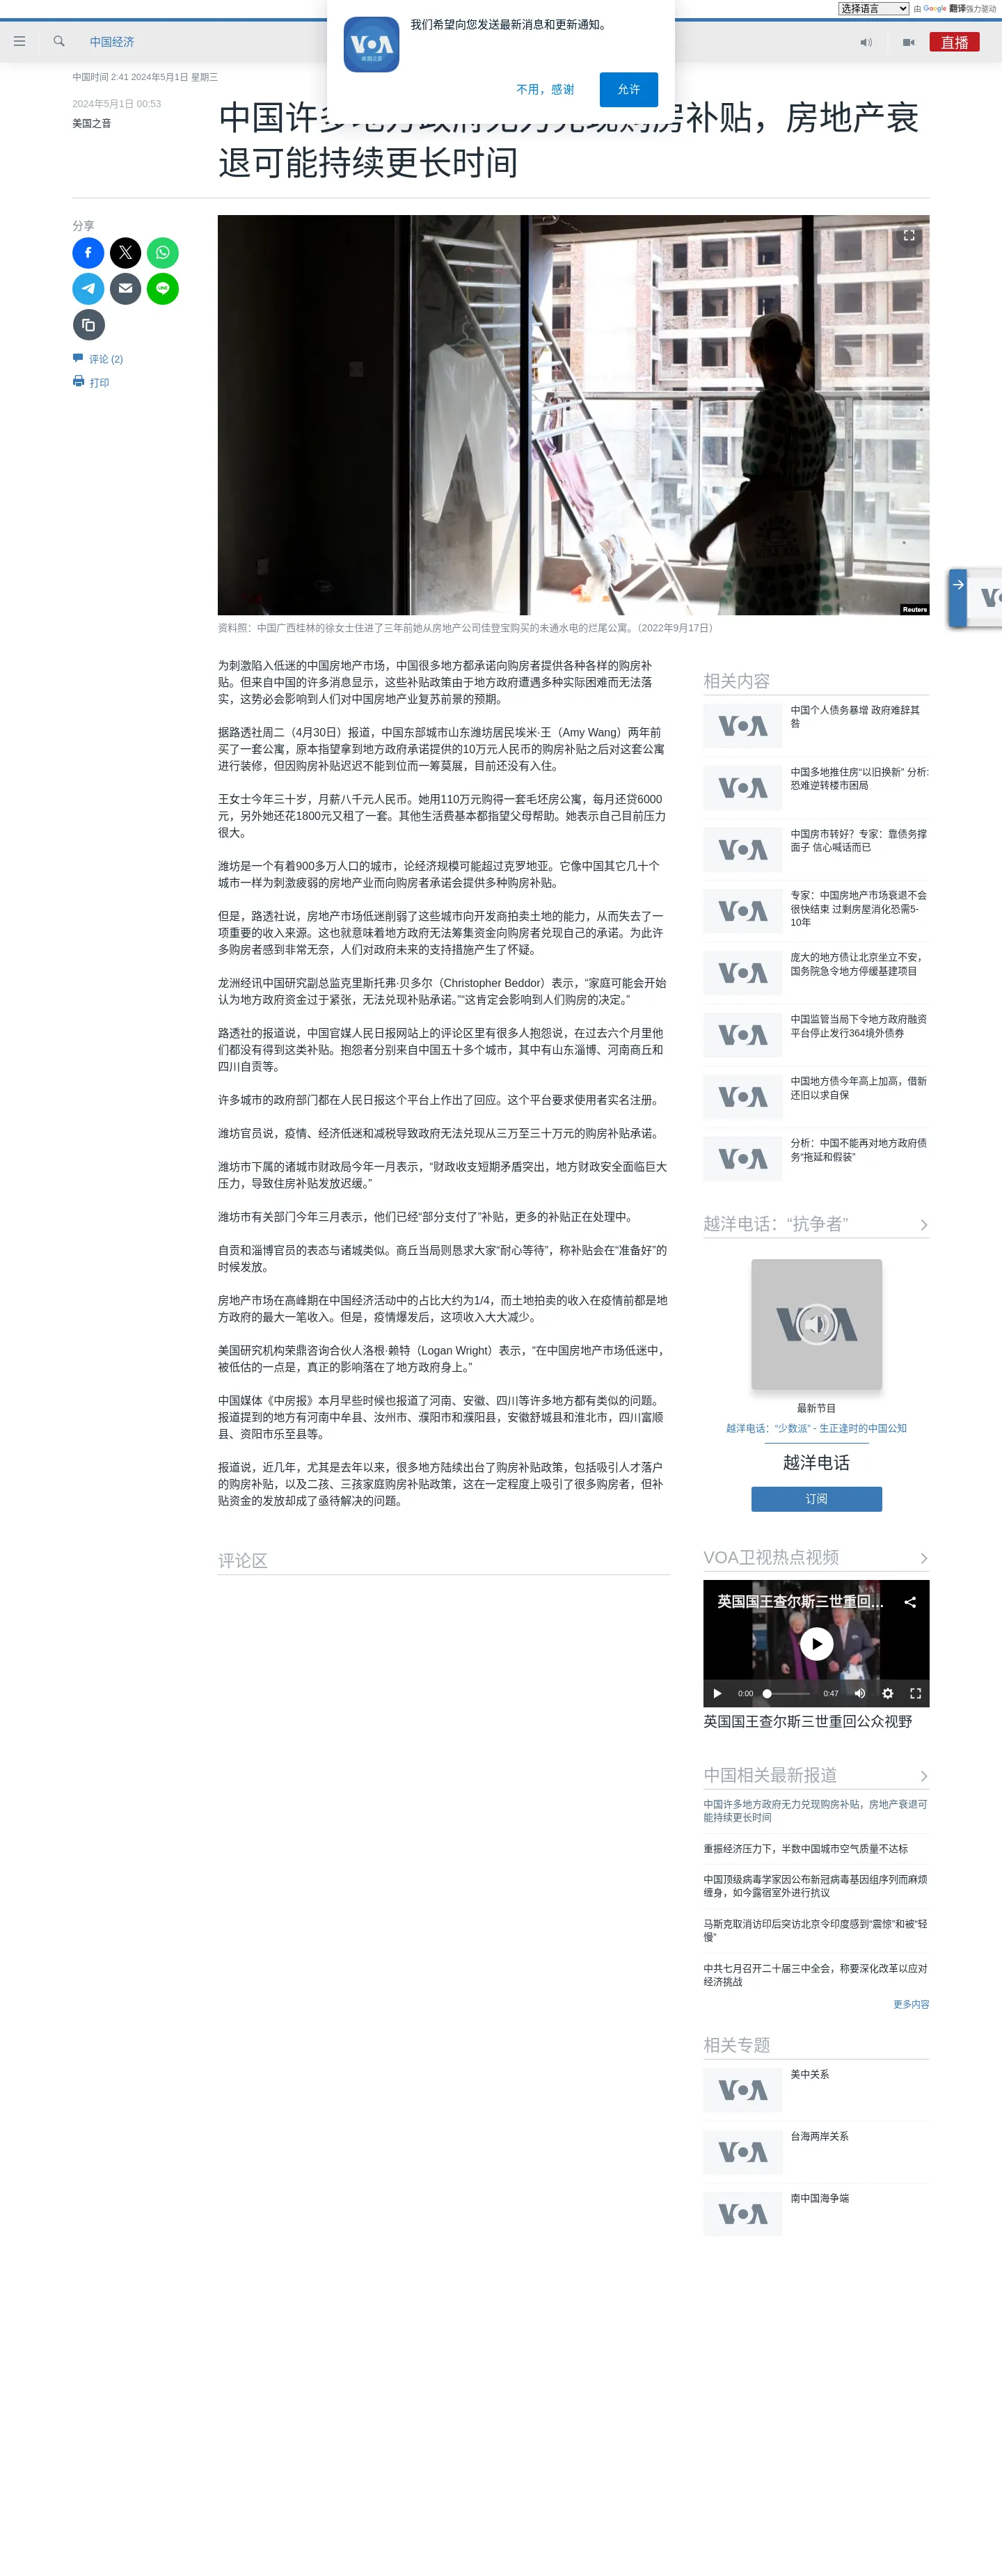 选择语言
由 Google 翻译强力驱动
我们希望向您发送最新消息和更新通知。
VOA
美国之音
不用，感谢
允许
中国经济
直播
中国时间 2:41 2024年5月1日 星期三
2024年5月1日 00:53
美国之音
中国许多地方政府无力兑现购房补贴，房地产衰
退可能持续更长时间
分享
LINE
评论 (2)
打印
Reuters
资料照：中国广西桂林的徐女士住进了三年前她从房地产公司佳登宝购买的未通水电的烂尾公寓。（2022年9月17日）
为刺激陷入低迷的中国房地产市场，中国很多地方都承诺向购房者提供各种各样的购房补
贴。但来自中国的许多消息显示，这些补贴政策由于地方政府遭遇多种实际困难而无法落
实，这势必会影响到人们对中国房地产业复苏前景的预期。
据路透社周二（4月30日）报道，中国东部城市山东潍坊居民埃米·王（Amy Wang）两年前
买了一套公寓，原本指望拿到地方政府承诺提供的10万元人民币的购房补贴之后对这套公寓
进行装修，但因购房补贴迟迟不能到位而一筹莫展，目前还没有入住。
王女士今年三十岁，月薪八千元人民币。她用110万元购得一套毛坯房公寓，每月还贷6000
元，另外她还花1800元又租了一套。其他生活费基本都指望父母帮助。她表示自己目前压力
很大。
潍坊是一个有着900多万人口的城市，论经济规模可能超过克罗地亚。它像中国其它几十个
城市一样为刺激疲弱的房地产业而向购房者承诺会提供多种购房补贴。
但是，路透社说，房地产市场低迷削弱了这些城市向开发商拍卖土地的能力，从而失去了一
项重要的收入来源。这也就意味着地方政府无法筹集资金向购房者兑现自己的承诺。为此许
多购房者感到非常无奈，人们对政府未来的支持措施产生了怀疑。
龙洲经讯中国研究副总监克里斯托弗·贝多尔（Christopher Beddor）表示，“家庭可能会开始
认为地方政府资金过于紧张，无法兑现补贴承诺。”“这肯定会影响到人们购房的决定。”
路透社的报道说，中国官媒人民日报网站上的评论区里有很多人抱怨说，在过去六个月里他
们都没有得到这类补贴。抱怨者分别来自中国五十多个城市，其中有山东淄博、河南商丘和
四川自贡等。
许多城市的政府部门都在人民日报这个平台上作出了回应。这个平台要求使用者实名注册。
潍坊官员说，疫情、经济低迷和减税导致政府无法兑现从三万至三十万元的购房补贴承诺。
潍坊市下属的诸城市财政局今年一月表示，“财政收支短期矛盾突出，地方财政安全面临巨大
压力，导致住房补贴发放迟缓。”
潍坊市有关部门今年三月表示，他们已经“部分支付了”补贴，更多的补贴正在处理中。
自贡和淄博官员的表态与诸城类似。商丘当局则恳求大家“耐心等待”，称补贴会在“准备好”的
时候发放。
房地产市场在高峰期在中国经济活动中的占比大约为1/4，而土地拍卖的收入在疫情前都是地
方政府的最大一笔收入。但是，疫情爆发后，这项收入大大减少。
美国研究机构荣鼎咨询合伙人洛根·赖特（Logan Wright）表示，“在中国房地产市场低迷中，
被低估的一点是，真正的影响落在了地方政府身上。”
中国媒体《中房报》本月早些时候也报道了河南、安徽、四川等许多地方都有类似的问题。
报道提到的地方有河南中牟县、汝州市、濮阳市和濮阳县，安徽舒城县和淮北市，四川富顺
县、资阳市乐至县等。
报道说，近几年，尤其是去年以来，很多地方陆续出台了购房补贴政策，包括吸引人才落户
的购房补贴，以及二孩、三孩家庭购房补贴政策，这在一定程度上吸引了很多购房者，但补
贴资金的发放却成了亟待解决的问题。
评论区
相关内容
VOA
中国个人债务暴增 政府难辞其
咎
VOA
中国多地推住房“以旧换新” 分析:
恐难逆转楼市困局
VOA
中国房市转好？专家：靠债务撑
面子 信心喊话而已
VOA
专家：中国房地产市场衰退不会
很快结束 过剩房屋消化恐需5-
10年
VOA
庞大的地方债让北京坐立不安，
国务院急令地方停缓基建项目
VOA
中国监管当局下令地方政府融资
平台停止发行364境外债券
VOA
中国地方债今年高上加高，借新
还旧以求自保
VOA
分析：中国不能再对地方政府债
务“拖延和假装”
越洋电话：“抗争者”
VOA
最新节目
越洋电话：“少数派” - 生正逢时的中国公知
越洋电话
订阅
VOA卫视热点视频
英国国王查尔斯三世重回…
0:00
0:47
英国国王查尔斯三世重回公众视野
中国相关最新报道
中国许多地方政府无力兑现购房补贴，房地产衰退可
能持续更长时间
重振经济压力下，半数中国城市空气质量不达标
中国顶级病毒学家因公布新冠病毒基因组序列而麻烦
缠身，如今露宿室外进行抗议
马斯克取消访印后突访北京令印度感到“震惊”和被“轻
慢”
中共七月召开二十届三中全会，称要深化改革以应对
经济挑战
更多内容
相关专题
VOA
美中关系
VOA
台海两岸关系
VOA
南中国海争端